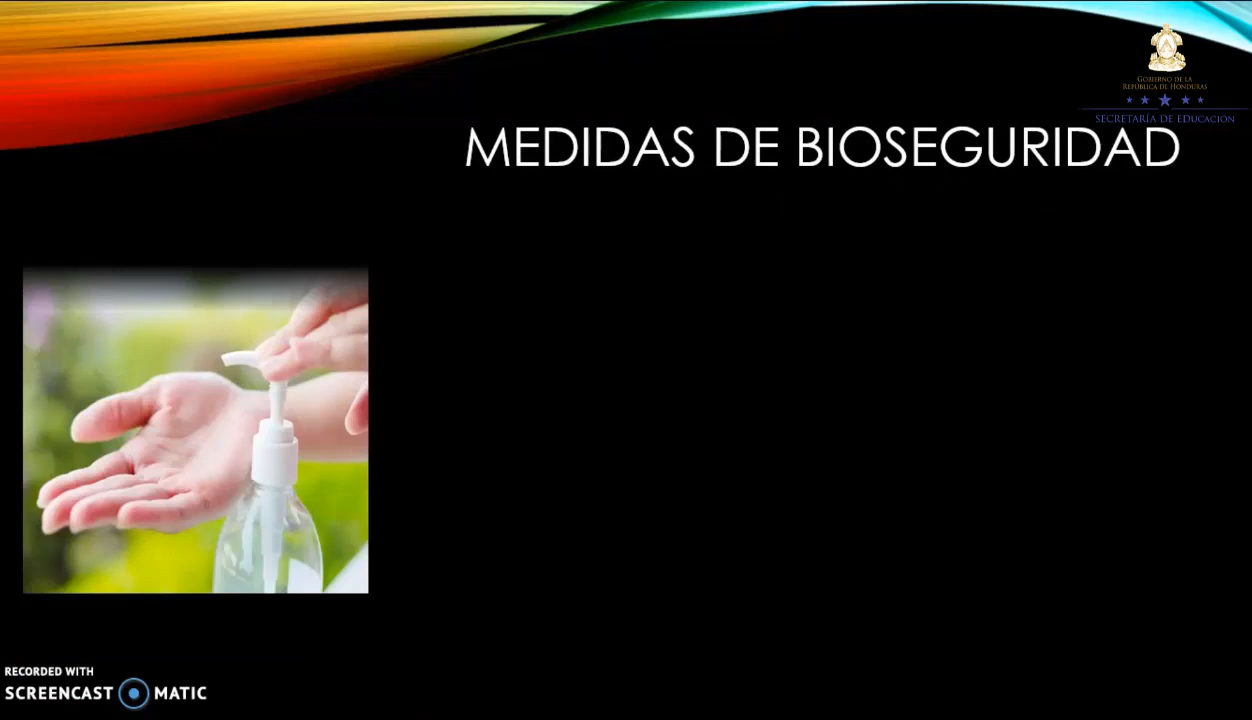 GOBIERNO DE LA
REPÚBLICA DE HONDURAS
SECRETARÍA DE EDUCACIÓN
MEDIDAS DE BIOSEGURIDAD
RECORDED WITH
SCREENCAST MATIC